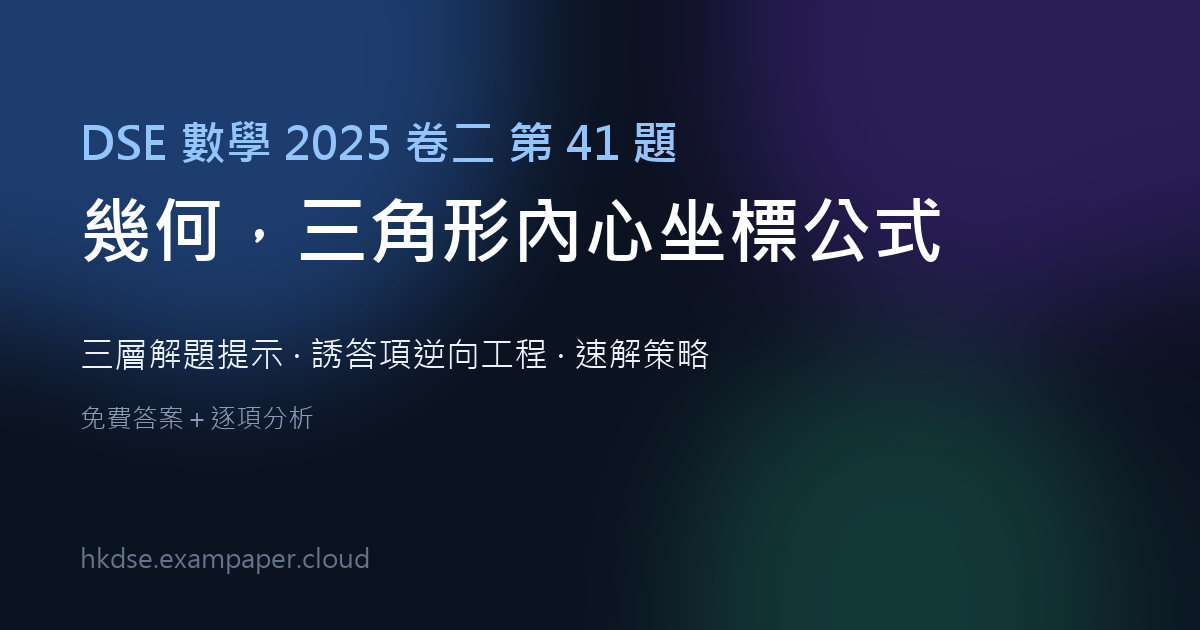 DSE 數學 2025 卷二 第 41 題
幾何，三角形內心坐標公式
三層解題提示 · 誘答項逆向工程 · 速解策略
免費答案 + 逐項分析
hkdse.exampaper.cloud